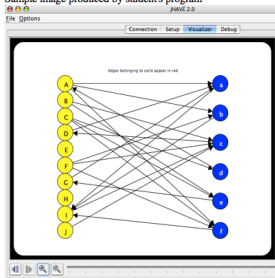 Sample image produced by student's program
JHAVÉ 2.0
File Options
Connection Setup Visualizer Debug
Edges belonging to cycle appear in red
A
B
C
D
E
F
G
H
I
J
a
b
c
d
e
f